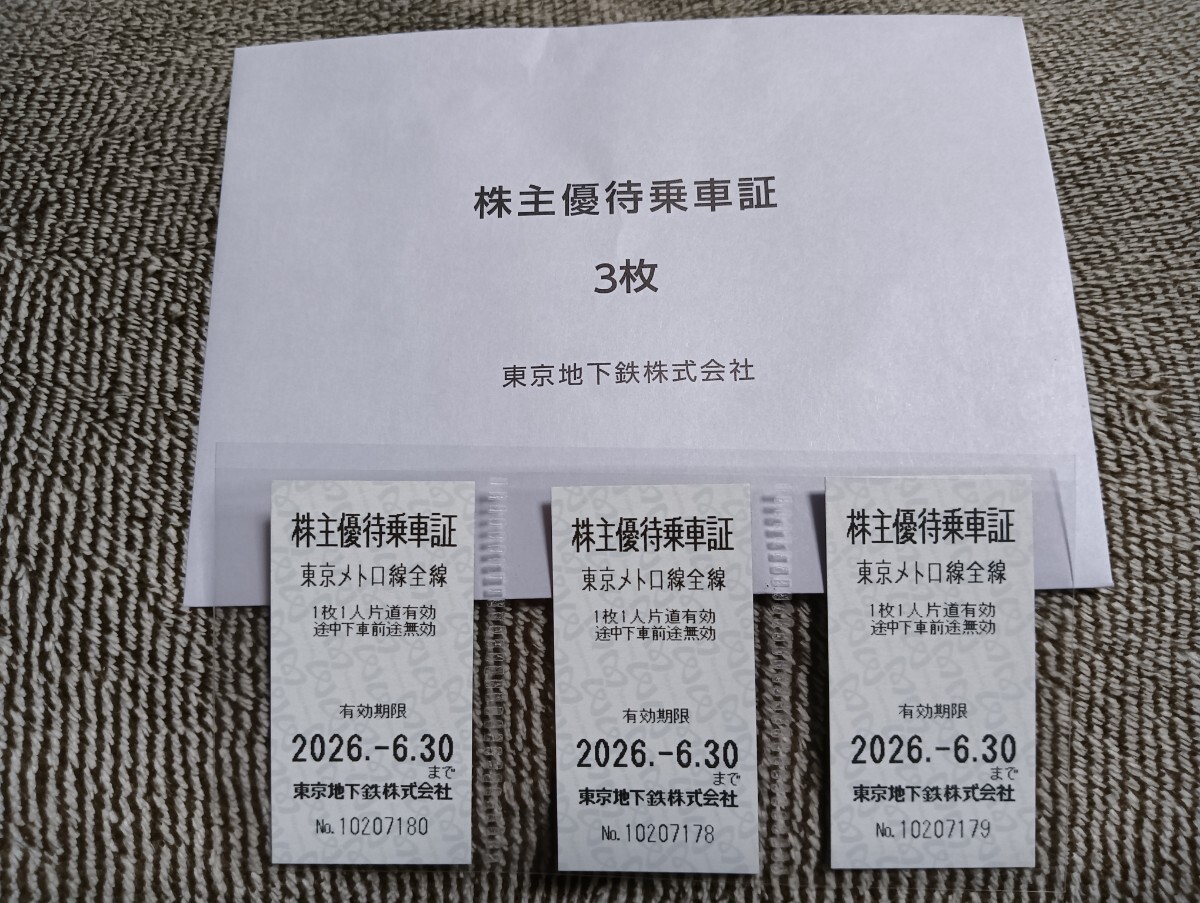 株主優待乗車証
3枚
東京地下鉄株式会社
株主優待乗車証
東京メトロ線全線
1枚1人片道有効
途中下車前途無効
有効期限
2026.-6.30
まで
東京地下鉄株式会社
No. 10207180
株主優待乗車証
東京メトロ線全線
1枚1人片道有効
途中下車前途無効
有効期限
2026.-6.30
まで
東京地下鉄株式会社
No. 10207178
株主優待乗車証
東京メトロ線全線
1枚1人片道有効
途中下車前途無効
有効期限
2026.-6.30
まで
東京地下鉄株式会社
No. 10207179